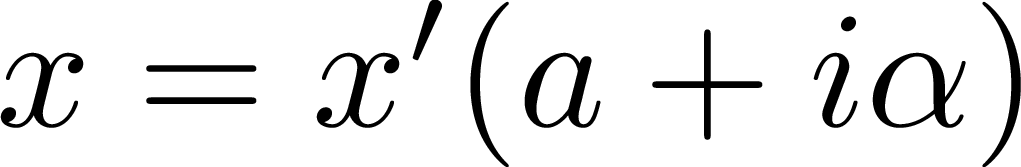 x = x′(a + iα)